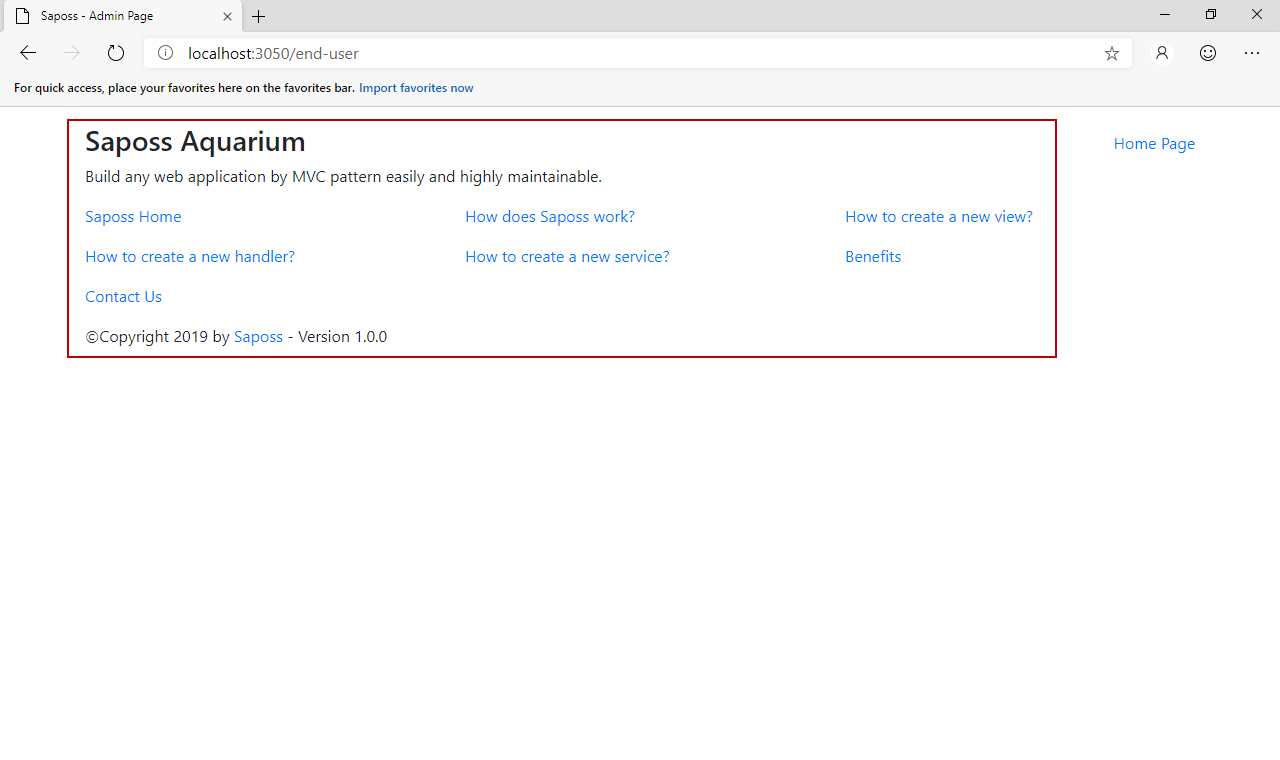 Saposs - Admin Page
localhost:3050/end-user
For quick access, place your favorites here on the favorites bar. Import favorites now
Saposs Aquarium
Home Page
Build any web application by MVC pattern easily and highly maintainable.
Saposs Home How does Saposs work? How to create a new view?
How to create a new handler? How to create a new service? Benefits
Contact Us
©Copyright 2019 by Saposs - Version 1.0.0